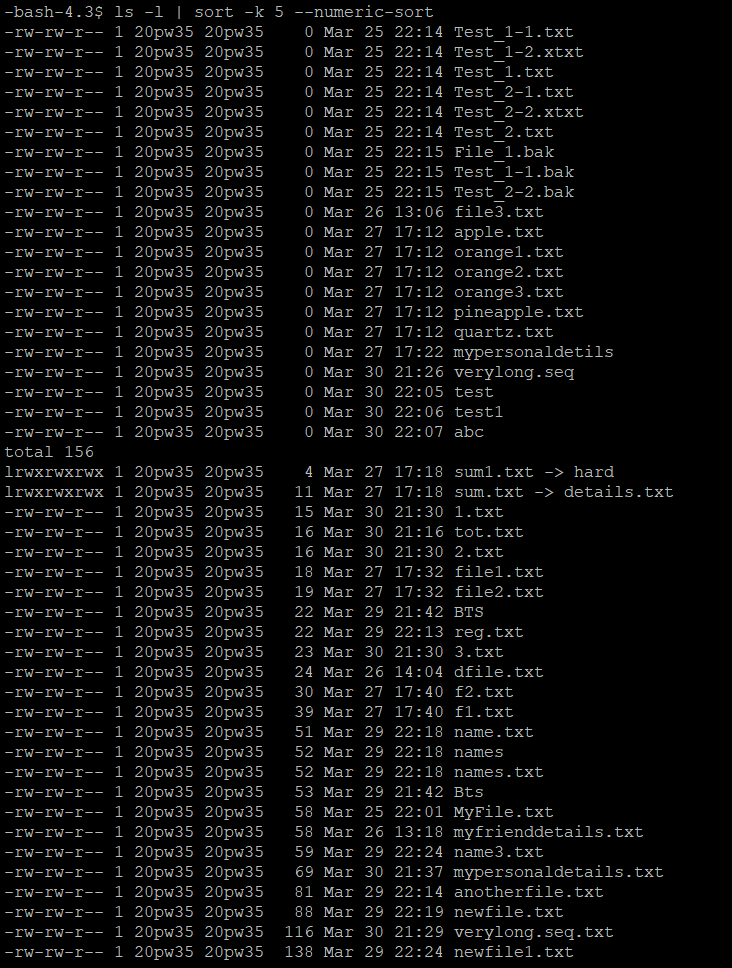 -bash-4.3$ ls -l | sort -k 5 --numeric-sort
-rw-rw-r-- 1 20pw35 20pw35    0 Mar 25 22:14 Test_1-1.txt
-rw-rw-r-- 1 20pw35 20pw35    0 Mar 25 22:14 Test_1-2.xtxt
-rw-rw-r-- 1 20pw35 20pw35    0 Mar 25 22:14 Test_1.txt
-rw-rw-r-- 1 20pw35 20pw35    0 Mar 25 22:14 Test_2-1.txt
-rw-rw-r-- 1 20pw35 20pw35    0 Mar 25 22:14 Test_2-2.xtxt
-rw-rw-r-- 1 20pw35 20pw35    0 Mar 25 22:14 Test_2.txt
-rw-rw-r-- 1 20pw35 20pw35    0 Mar 25 22:15 File_1.bak
-rw-rw-r-- 1 20pw35 20pw35    0 Mar 25 22:15 Test_1-1.bak
-rw-rw-r-- 1 20pw35 20pw35    0 Mar 25 22:15 Test_2-2.bak
-rw-rw-r-- 1 20pw35 20pw35    0 Mar 26 13:06 file3.txt
-rw-rw-r-- 1 20pw35 20pw35    0 Mar 27 17:12 apple.txt
-rw-rw-r-- 1 20pw35 20pw35    0 Mar 27 17:12 orange1.txt
-rw-rw-r-- 1 20pw35 20pw35    0 Mar 27 17:12 orange2.txt
-rw-rw-r-- 1 20pw35 20pw35    0 Mar 27 17:12 orange3.txt
-rw-rw-r-- 1 20pw35 20pw35    0 Mar 27 17:12 pineapple.txt
-rw-rw-r-- 1 20pw35 20pw35    0 Mar 27 17:12 quartz.txt
-rw-rw-r-- 1 20pw35 20pw35    0 Mar 27 17:22 mypersonaldetils
-rw-rw-r-- 1 20pw35 20pw35    0 Mar 30 21:26 verylong.seq
-rw-rw-r-- 1 20pw35 20pw35    0 Mar 30 22:05 test
-rw-rw-r-- 1 20pw35 20pw35    0 Mar 30 22:06 test1
-rw-rw-r-- 1 20pw35 20pw35    0 Mar 30 22:07 abc
total 156
lrwxrwxrwx 1 20pw35 20pw35    4 Mar 27 17:18 sum1.txt -> hard
lrwxrwxrwx 1 20pw35 20pw35   11 Mar 27 17:18 sum.txt -> details.txt
-rw-rw-r-- 1 20pw35 20pw35   15 Mar 30 21:30 1.txt
-rw-rw-r-- 1 20pw35 20pw35   16 Mar 30 21:16 tot.txt
-rw-rw-r-- 1 20pw35 20pw35   16 Mar 30 21:30 2.txt
-rw-rw-r-- 1 20pw35 20pw35   18 Mar 27 17:32 file1.txt
-rw-rw-r-- 1 20pw35 20pw35   19 Mar 27 17:32 file2.txt
-rw-rw-r-- 1 20pw35 20pw35   22 Mar 29 21:42 BTS
-rw-rw-r-- 1 20pw35 20pw35   22 Mar 29 22:13 reg.txt
-rw-rw-r-- 1 20pw35 20pw35   23 Mar 30 21:30 3.txt
-rw-rw-r-- 1 20pw35 20pw35   24 Mar 26 14:04 dfile.txt
-rw-rw-r-- 1 20pw35 20pw35   30 Mar 27 17:40 f2.txt
-rw-rw-r-- 1 20pw35 20pw35   39 Mar 27 17:40 f1.txt
-rw-rw-r-- 1 20pw35 20pw35   51 Mar 29 22:18 name.txt
-rw-rw-r-- 1 20pw35 20pw35   52 Mar 29 22:18 names
-rw-rw-r-- 1 20pw35 20pw35   52 Mar 29 22:18 names.txt
-rw-rw-r-- 1 20pw35 20pw35   53 Mar 29 21:42 Bts
-rw-rw-r-- 1 20pw35 20pw35   58 Mar 25 22:01 MyFile.txt
-rw-rw-r-- 1 20pw35 20pw35   58 Mar 26 13:18 myfrienddetails.txt
-rw-rw-r-- 1 20pw35 20pw35   59 Mar 29 22:24 name3.txt
-rw-rw-r-- 1 20pw35 20pw35   69 Mar 30 21:37 mypersonaldetails.txt
-rw-rw-r-- 1 20pw35 20pw35   81 Mar 29 22:14 anotherfile.txt
-rw-rw-r-- 1 20pw35 20pw35   88 Mar 29 22:19 newfile.txt
-rw-rw-r-- 1 20pw35 20pw35  116 Mar 30 21:29 verylong.seq.txt
-rw-rw-r-- 1 20pw35 20pw35  138 Mar 29 22:24 newfile1.txt